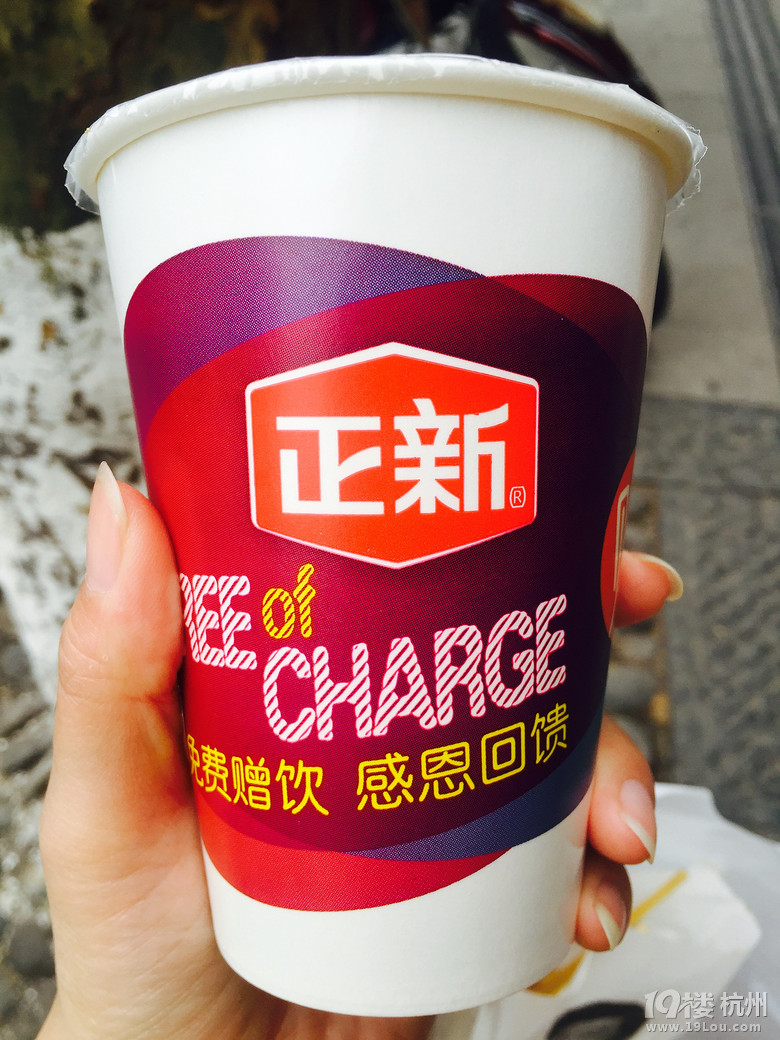 正新
®
REE of
CHARGE
免费赠饮 感恩回馈
19楼 杭州
www.19Lou.com